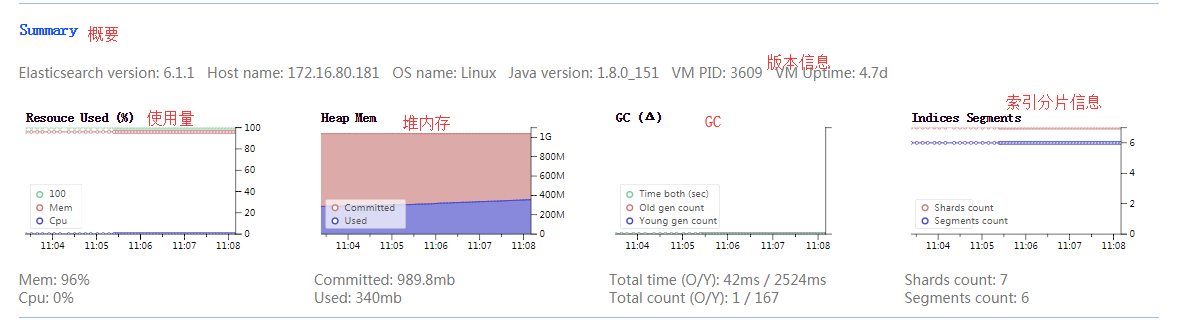 Summary 概要
版本信息
Elasticsearch version: 6.1.1 Host name: 172.16.80.181 OS name: Linux Java version: 1.8.0_151 VM PID: 3609 VM Uptime: 4.7d
Resouce Used (%) 使用量
100
80
60
40
20
0
100
Mem
Cpu
11:04 11:05 11:06 11:07 11:08
Mem: 96%
Cpu: 0%
Heap Mem 堆内存
1G
800M
600M
400M
200M
0
Committed
Used
11:04 11:05 11:06 11:07 11:08
Committed: 989.8mb
Used: 340mb
GC (Δ) GC
Time both (sec)
Old gen count
Young gen count
11:04 11:05 11:06 11:07 11:08
Total time (O/Y): 42ms / 2524ms
Total count (O/Y): 1 / 167
索引分片信息
Indices Segments
6
4
2
0
Shards count
Segments count
11:04 11:05 11:06 11:07 11:08
Shards count: 7
Segments count: 6